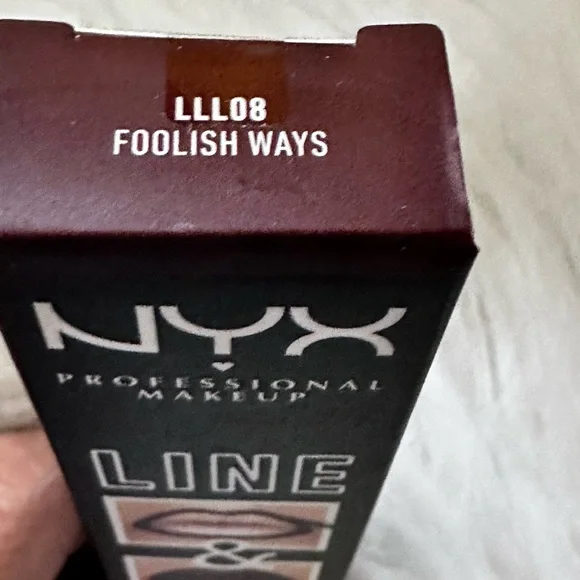 LLL08
FOOLISH WAYS
NYX
PROFESSIONAL
MAKEUP
LINE
&